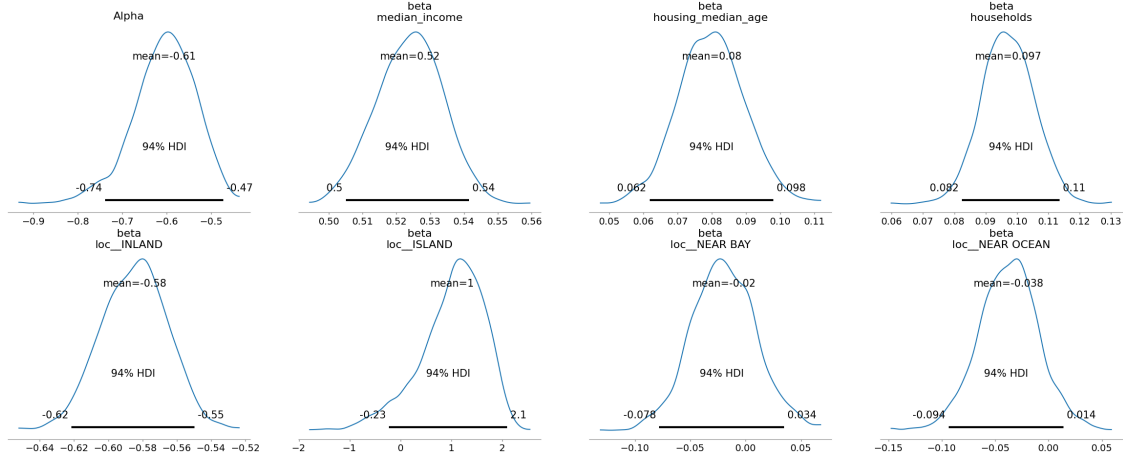 Alpha
mean=-0.61
94% HDI
-0.74 -0.47
-0.9 -0.8 -0.7 -0.6 -0.5
beta
median_income
mean=0.52
94% HDI
0.5 0.54
0.50 0.51 0.52 0.53 0.54 0.55 0.56
beta
housing_median_age
mean=0.08
94% HDI
0.062 0.098
0.05 0.06 0.07 0.08 0.09 0.10 0.11
beta
households
mean=0.097
94% HDI
0.082 0.11
0.06 0.07 0.08 0.09 0.10 0.11 0.12 0.13
beta
loc__INLAND
mean=-0.58
94% HDI
-0.62 -0.55
-0.64 -0.62 -0.60 -0.58 -0.56 -0.54 -0.52
beta
loc__ISLAND
mean=1
94% HDI
-0.23 2.1
-2 -1 0 1 2
beta
loc__NEAR BAY
mean=-0.02
94% HDI
-0.078 0.034
-0.10 -0.05 0.00 0.05
beta
loc__NEAR OCEAN
mean=-0.038
94% HDI
-0.094 0.014
-0.15 -0.10 -0.05 0.00 0.05